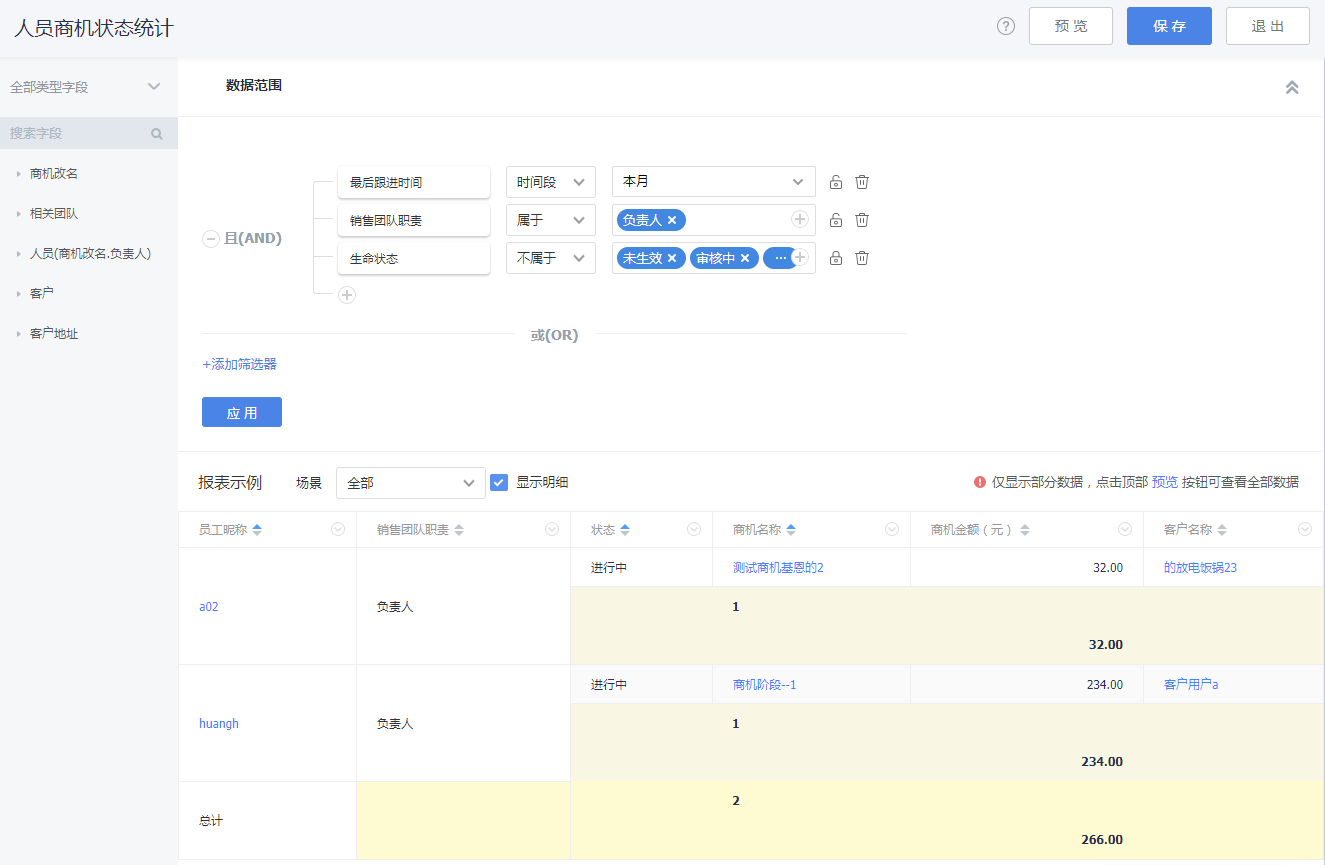 人员商机状态统计
? 预 览 保 存 退 出
全部类型字段
搜索字段
商机改名
相关团队
人员(商机改名.负责人)
客户
客户地址
数据范围
且(AND)
最后跟进时间 时间段 本月
销售团队职责 属于 负责人 ×
生命状态 不属于 未生效 × 审核中 × ...
或(OR)
+添加筛选器
应 用
报表示例 场景 全部 显示明细 仅显示部分数据，点击顶部 预览 按钮可查看全部数据
员工昵称 销售团队职责 状态 商机名称 商机金额（元） 客户名称
进行中 测试商机基恩的2 32.00 的放电饭锅23
a02 负责人 1
32.00
进行中 商机阶段--1 234.00 客户用户a
huangh 负责人 1
234.00
2
总计
266.00